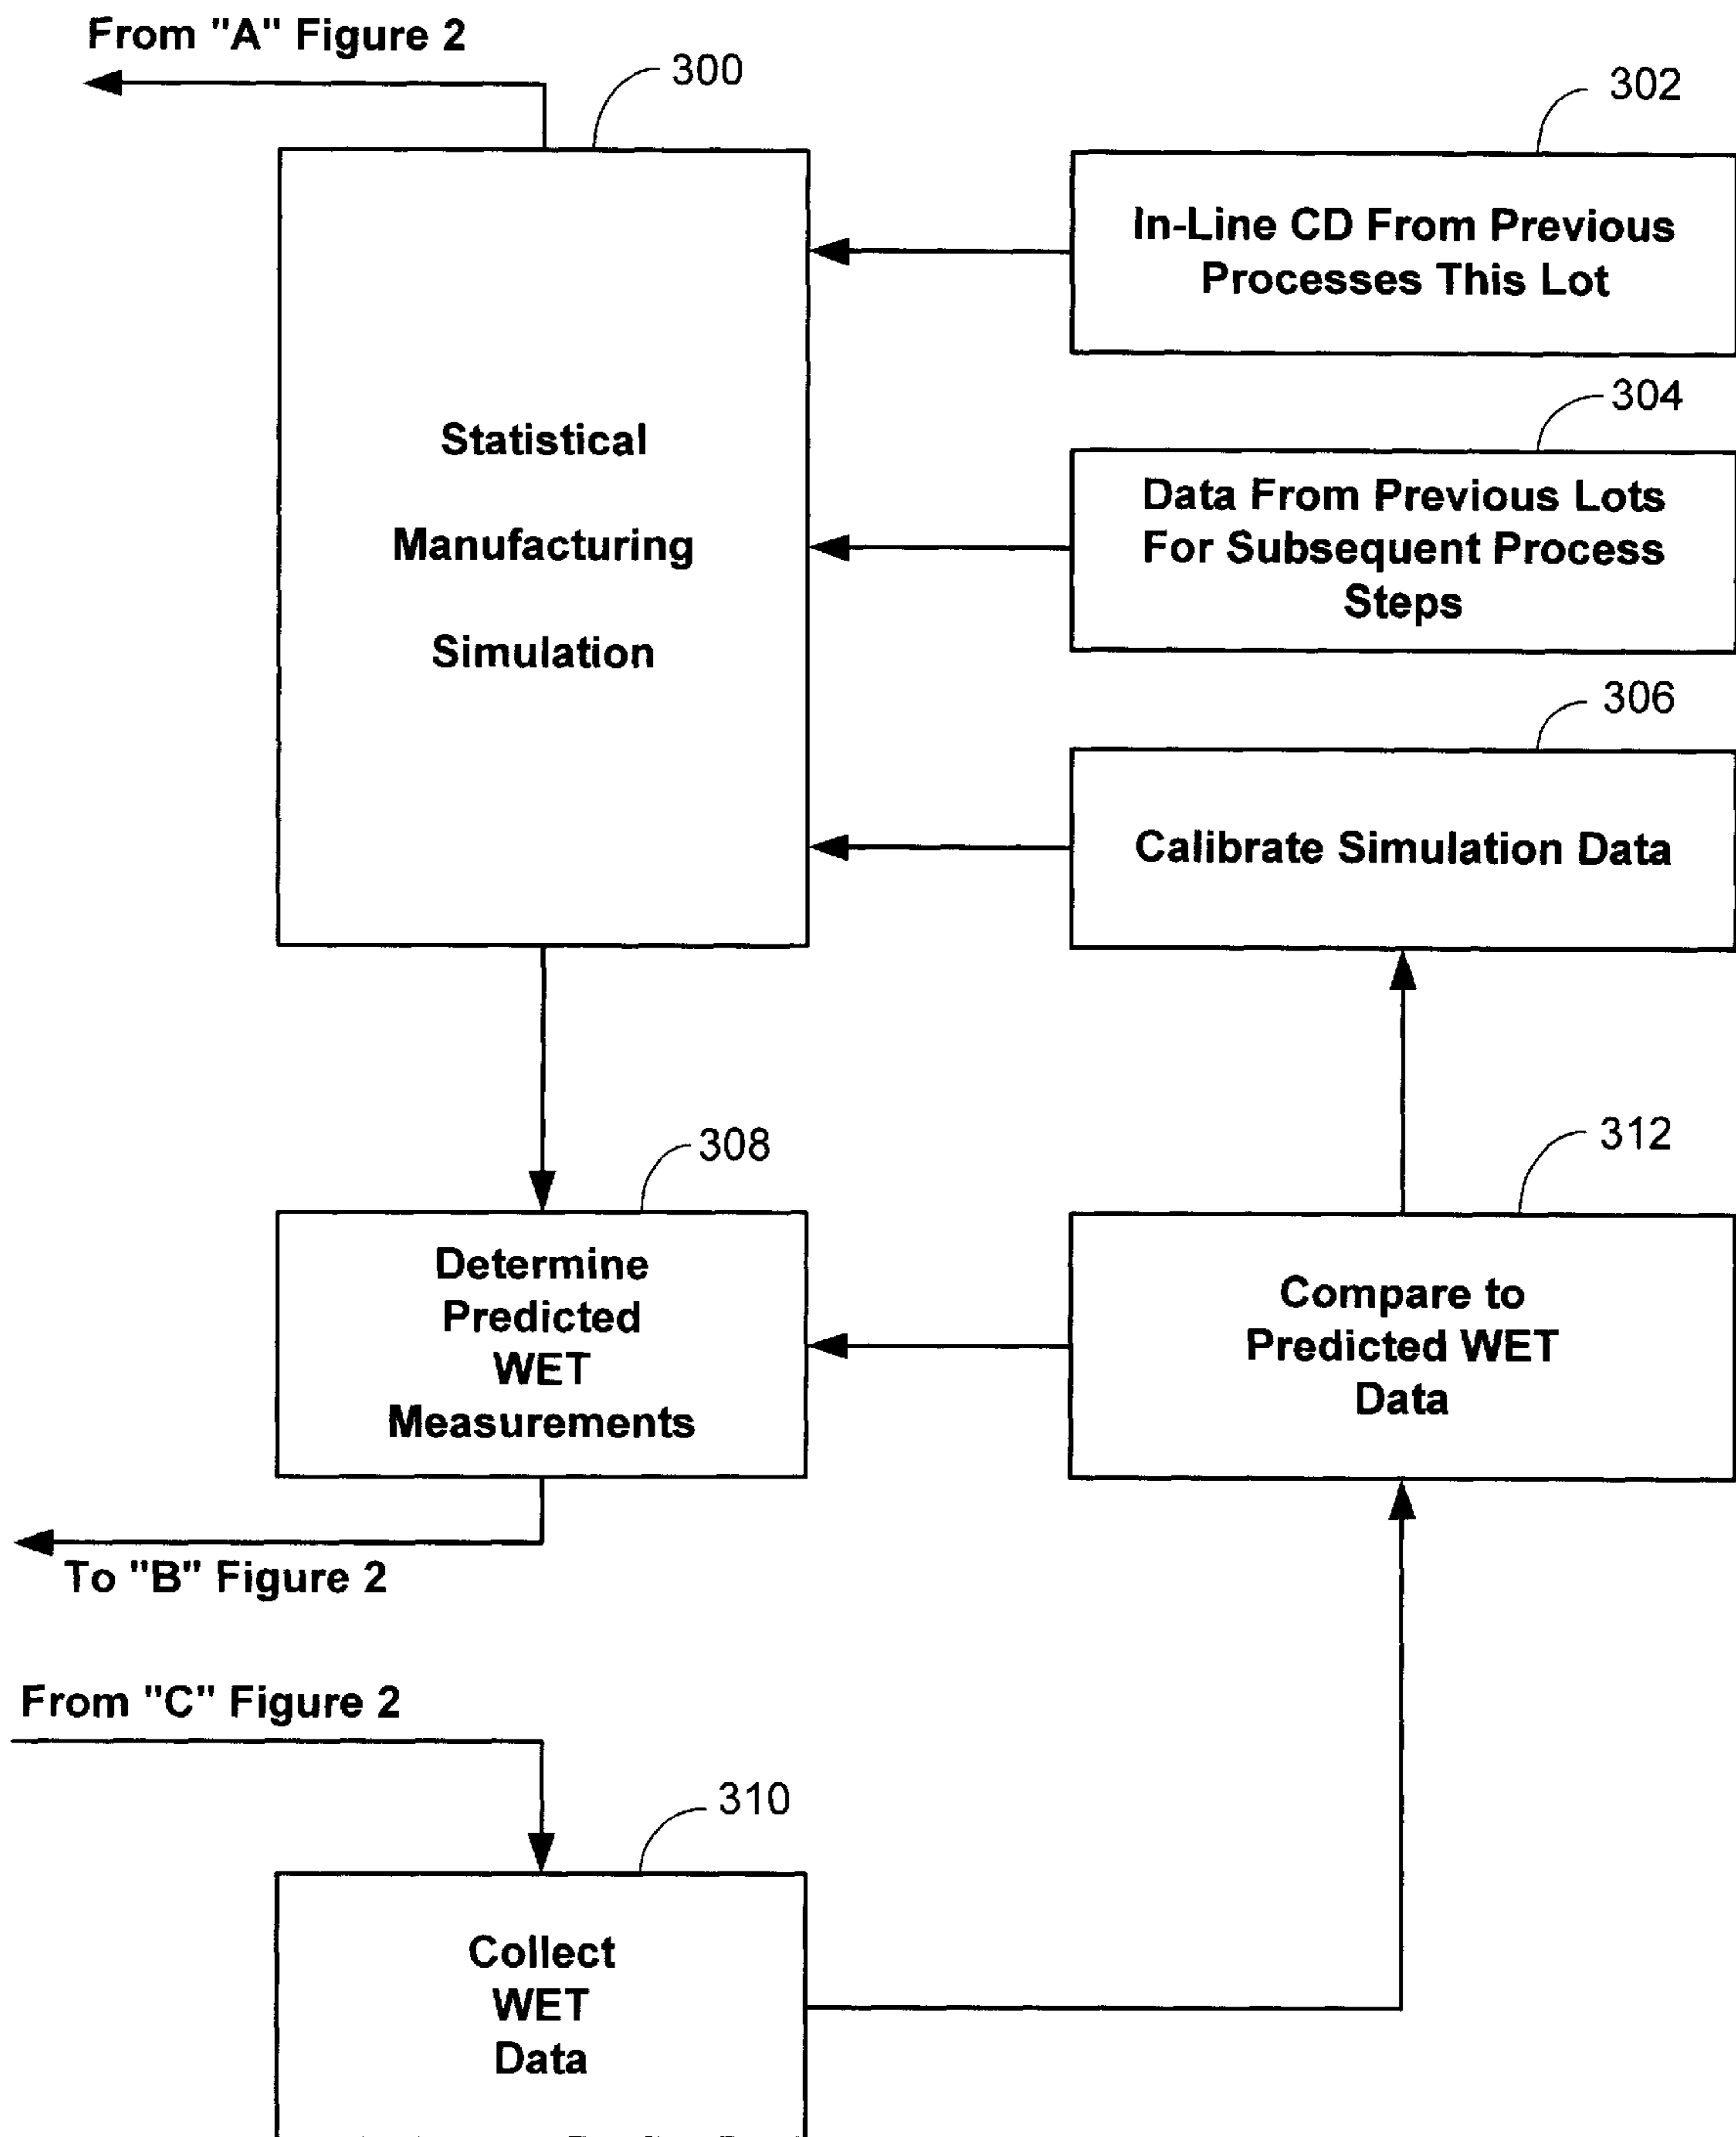 From "A" Figure 2
300
302
In-Line CD From Previous
Processes This Lot
304
Statistical
Manufacturing
Simulation
Data From Previous Lots
For Subsequent Process
Steps
306
Calibrate Simulation Data
308
312
Determine
Predicted
WET
Measurements
Compare to
Predicted WET
Data
To "B" Figure 2
From "C" Figure 2
310
Collect
WET
Data